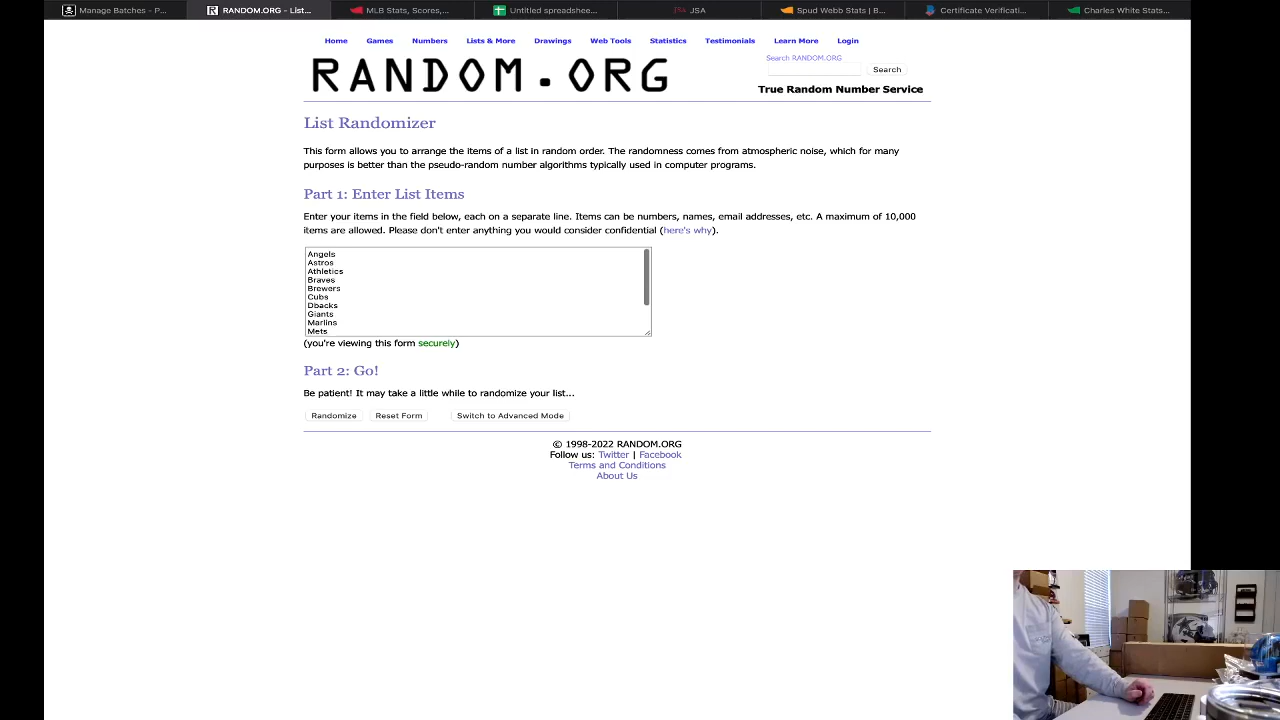 Manage Batches – P...
RANDOM.ORG - List...
MLB Stats, Scores,...
Untitled spreadshee...
JSA
Spud Webb Stats | B...
Certificate Verificati...
Charles White Stats...
Home Games Numbers Lists & More Drawings Web Tools Statistics Testimonials Learn More Login
RANDOM.ORG
Search RANDOM.ORG
Search
True Random Number Service
List Randomizer
This form allows you to arrange the items of a list in random order. The randomness comes from atmospheric noise, which for many
purposes is better than the pseudo-random number algorithms typically used in computer programs.
Part 1: Enter List Items
Enter your items in the field below, each on a separate line. Items can be numbers, names, email addresses, etc. A maximum of 10,000
items are allowed. Please don't enter anything you would consider confidential (here's why).
Angels
Astros
Athletics
Braves
Brewers
Cubs
Dbacks
Giants
Marlins
Mets
(you're viewing this form securely)
Part 2: Go!
Be patient! It may take a little while to randomize your list...
Randomize Reset Form Switch to Advanced Mode
© 1998-2022 RANDOM.ORG
Follow us: Twitter | Facebook
Terms and Conditions
About Us